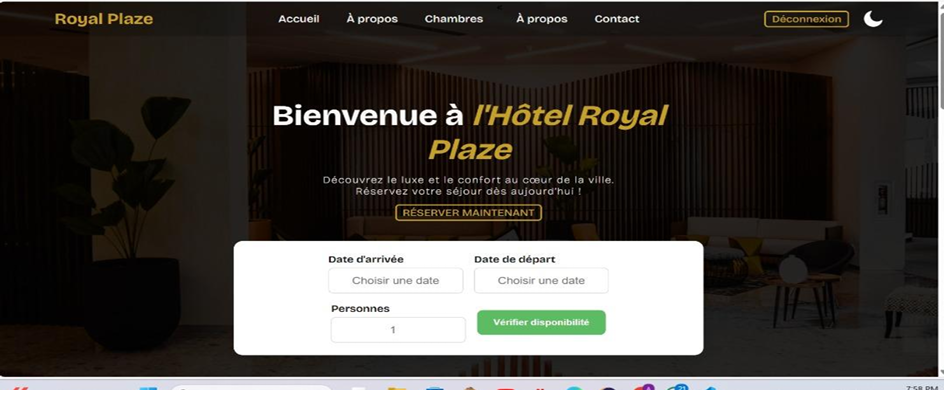 Royal Plaze
Accueil À propos Chambres À propos Contact
Déconnexion
Bienvenue à l'Hôtel Royal
Plaze
Découvrez le luxe et le confort au cœur de la ville.
Réservez votre séjour dès aujourd'hui !
RÉSERVER MAINTENANT
Date d'arrivée Date de départ
Choisir une date Choisir une date
Personnes
1 Vérifier disponibilité
7:58 PM